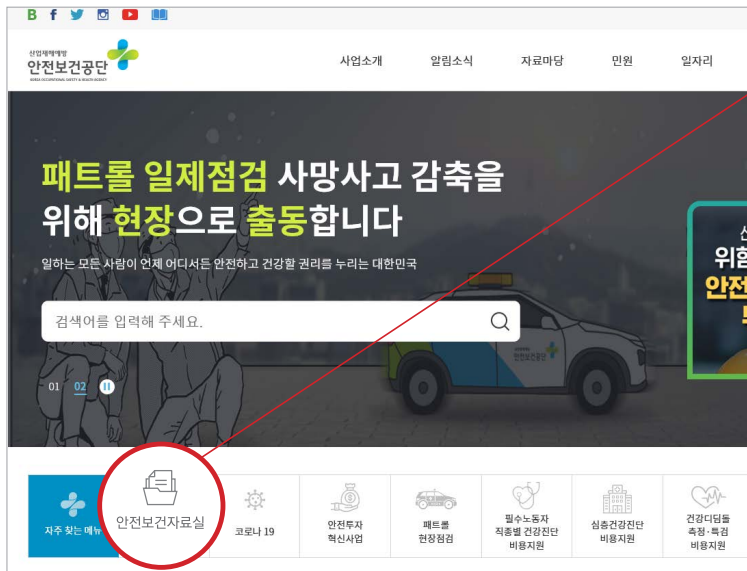 산업재해예방
안전보건공단
KOREA OCCUPATIONAL SAFETY & HEALTH AGENCY
사업소개 알림소식 자료마당 민원 일자리
패트롤 일제점검 사망사고 감축을
위해 현장으로 출동합니다
일하는 모든 사람이 언제 어디서든 안전하고 건강할 권리를 누리는 대한민국
검색어를 입력해 주세요.
안전보건공단
01 02
위험
안전
자주 찾는 메뉴
안전보건자료실
코로나 19
안전투자
혁신사업
패트롤
현장점검
필수노동자
직종별 건강진단
비용지원
심층건강진단
비용지원
건강디딤돌
측정·특검
비용지원